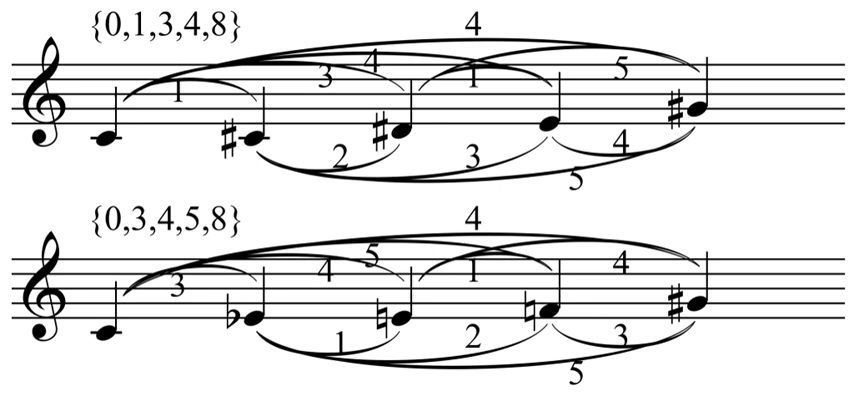 {0,1,3,4,8}
4
1 3 4 1 5
2 3 4
5
{0,3,4,5,8}
4
3 4 5 1 4
1 2 3
5